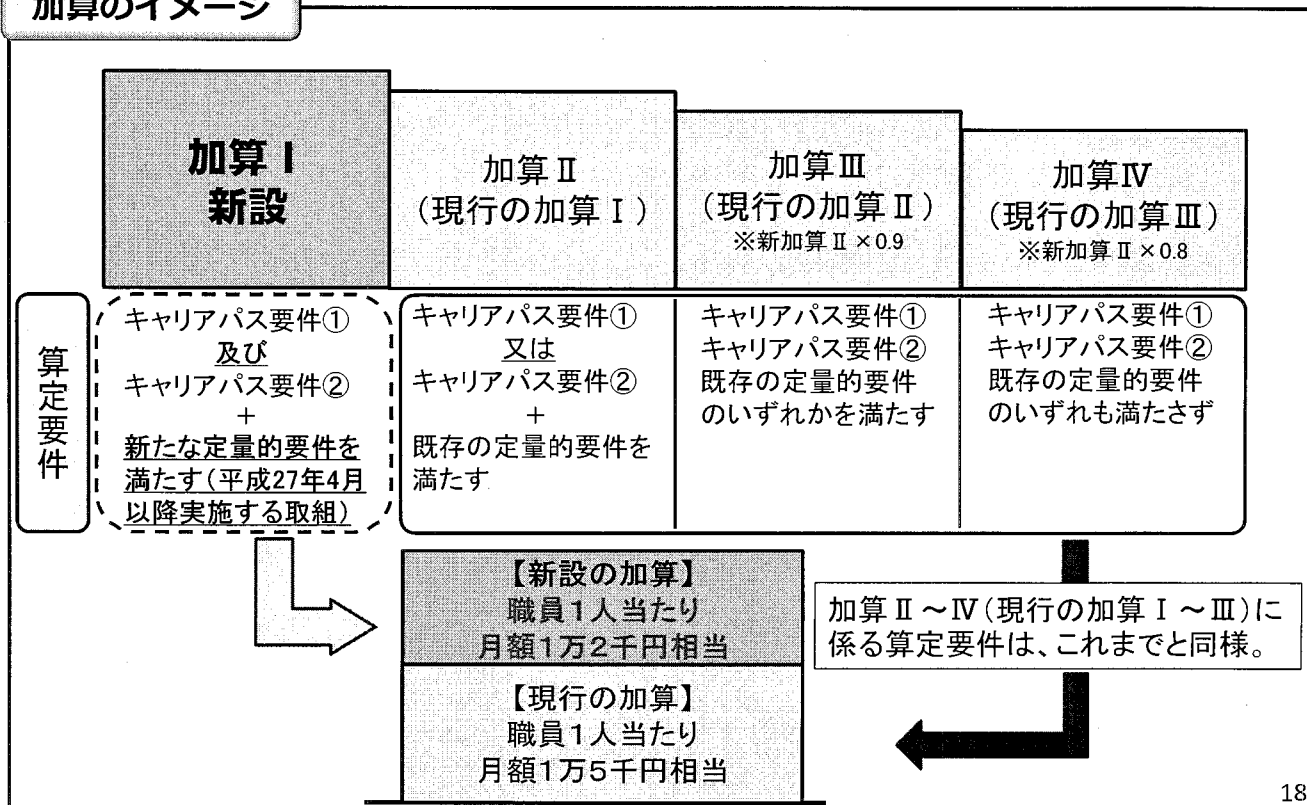 加算のイメージ
加算Ⅰ
新設
加算Ⅱ
（現行の加算Ⅰ）
加算Ⅲ
（現行の加算Ⅱ）
※新加算Ⅱ×0.9
加算Ⅳ
（現行の加算Ⅲ）
※新加算Ⅱ×0.8
算定要件
キャリアパス要件①
及び
キャリアパス要件②
＋
新たな定量的要件を
満たす（平成27年4月
以降実施する取組）
キャリアパス要件①
又は
キャリアパス要件②
＋
既存の定量的要件を
満たす
キャリアパス要件①
キャリアパス要件②
既存の定量的要件
のいずれかを満たす
キャリアパス要件①
キャリアパス要件②
既存の定量的要件
のいずれも満たさず
【新設の加算】
職員１人当たり
月額１万２千円相当
【現行の加算】
職員１人当たり
月額１万５千円相当
加算Ⅱ～Ⅳ（現行の加算Ⅰ～Ⅲ）に
係る算定要件は、これまでと同様。
18